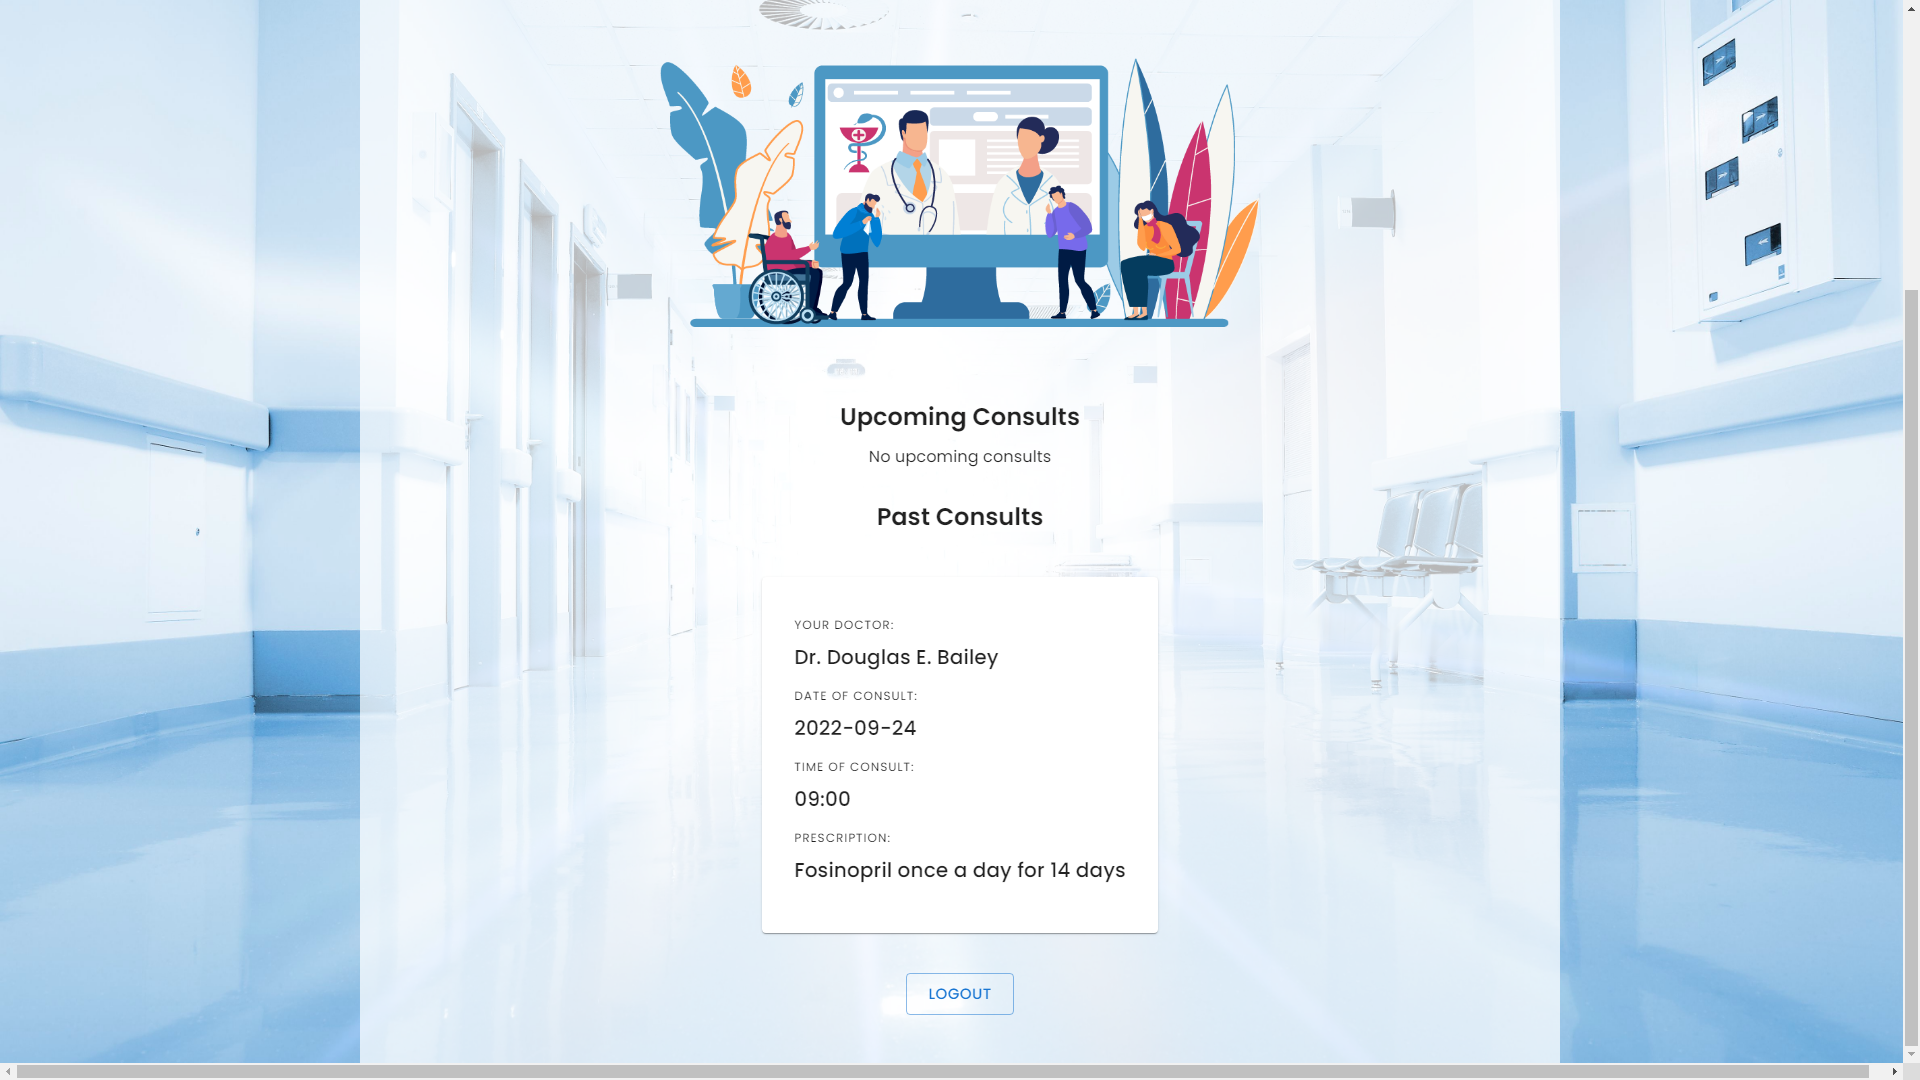 Upcoming Consults
No upcoming consults
Past Consults
YOUR DOCTOR:
Dr. Douglas E. Bailey
DATE OF CONSULT:
2022-09-24
TIME OF CONSULT:
09:00
PRESCRIPTION:
Fosinopril once a day for 14 days
LOGOUT